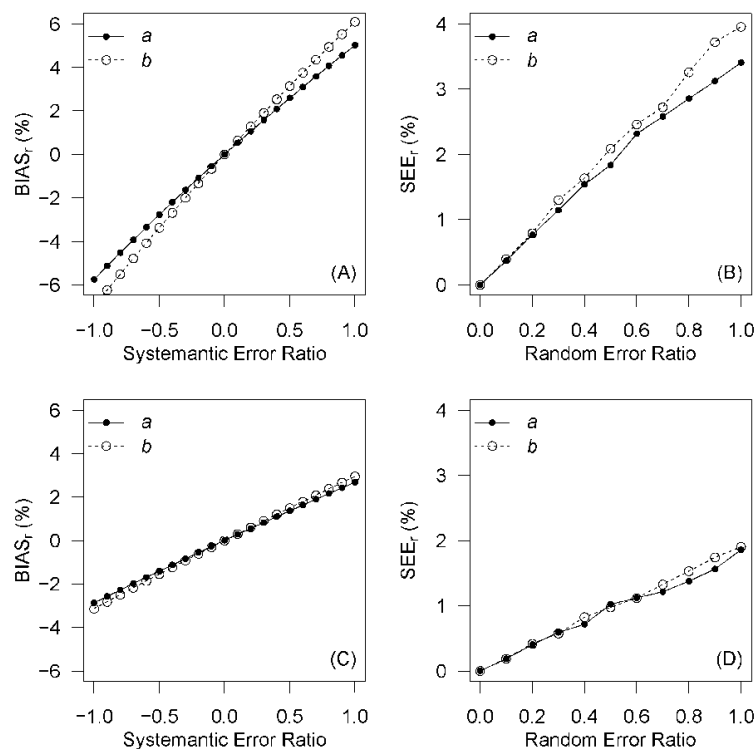 6
4
2
0
−2
−4
−6
BIASr (%)
a
b
(A)
−1.0 −0.5 0.0 0.5 1.0
Systemantic Error Ratio
4
3
2
1
0
SEEr (%)
a
b
(B)
0.0 0.2 0.4 0.6 0.8 1.0
Random Error Ratio
6
4
2
0
−2
−4
−6
BIASr (%)
a
b
(C)
−1.0 −0.5 0.0 0.5 1.0
Systemantic Error Ratio
4
3
2
1
0
SEEr (%)
a
b
(D)
0.0 0.2 0.4 0.6 0.8 1.0
Random Error Ratio